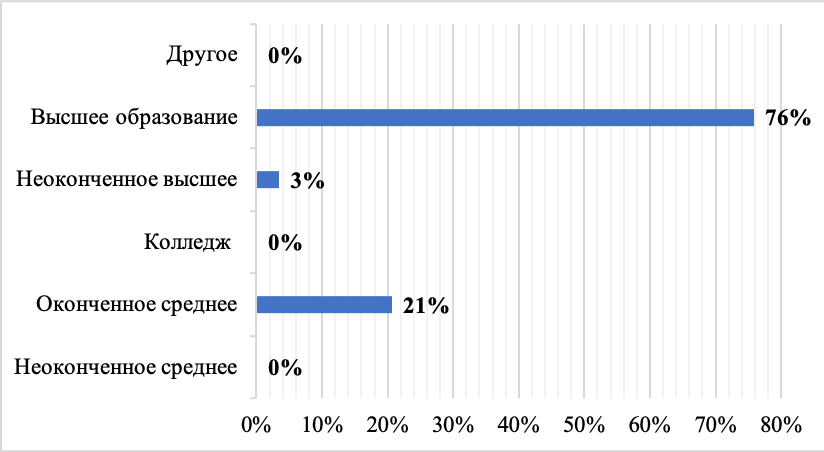 Другое 0%
Высшее образование 76%
Неоконченное высшее 3%
Колледж 0%
Оконченное среднее 21%
Неоконченное среднее 0%
0% 10% 20% 30% 40% 50% 60% 70% 80%